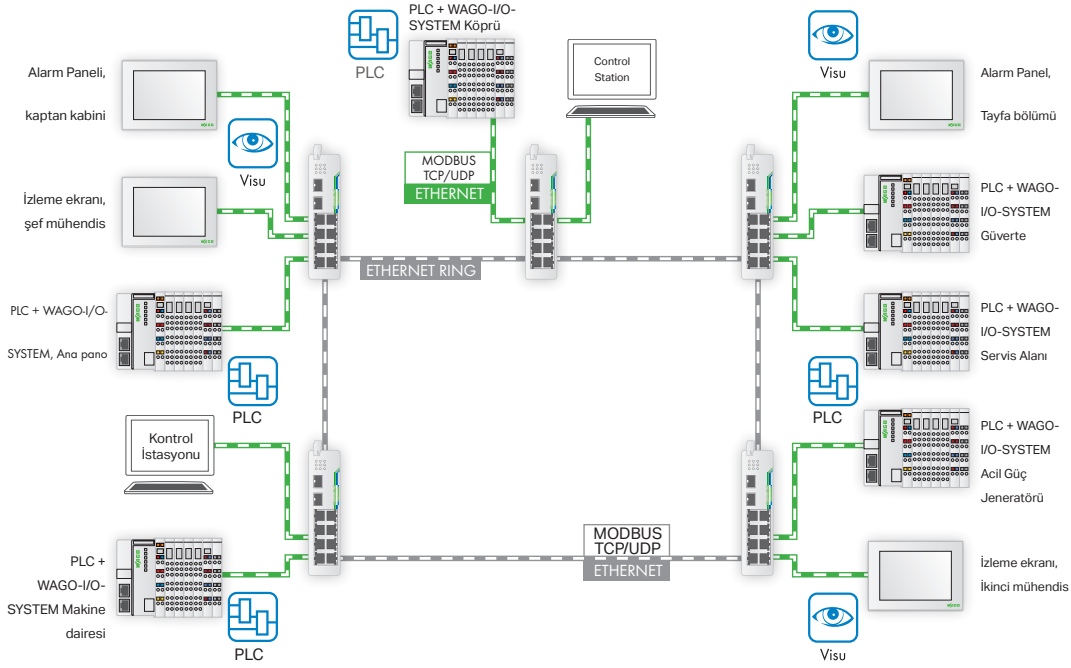 PLC + WAGO-I/O-
SYSTEM Köprü
PLC
Control
Station
Visu
Alarm Paneli,
kaptan kabini
Visu
Alarm Panel,
Tayfa bölümü
MODBUS
TCP/UDP
ETHERNET
İzleme ekranı,
şef mühendis
PLC + WAGO-
I/O-SYSTEM
Güverte
ETHERNET RING
PLC + WAGO-I/O-
SYSTEM, Ana pano
PLC
PLC + WAGO-
I/O-SYSTEM
Servis Alanı
PLC
Kontrol
İstasyonu
PLC + WAGO-
I/O-SYSTEM
Acil Güç
Jeneratörü
MODBUS
TCP/UDP
ETHERNET
PLC +
WAGO-I/O-
SYSTEM Makine
dairesi
PLC
İzleme ekranı,
İkinci mühendis
Visu